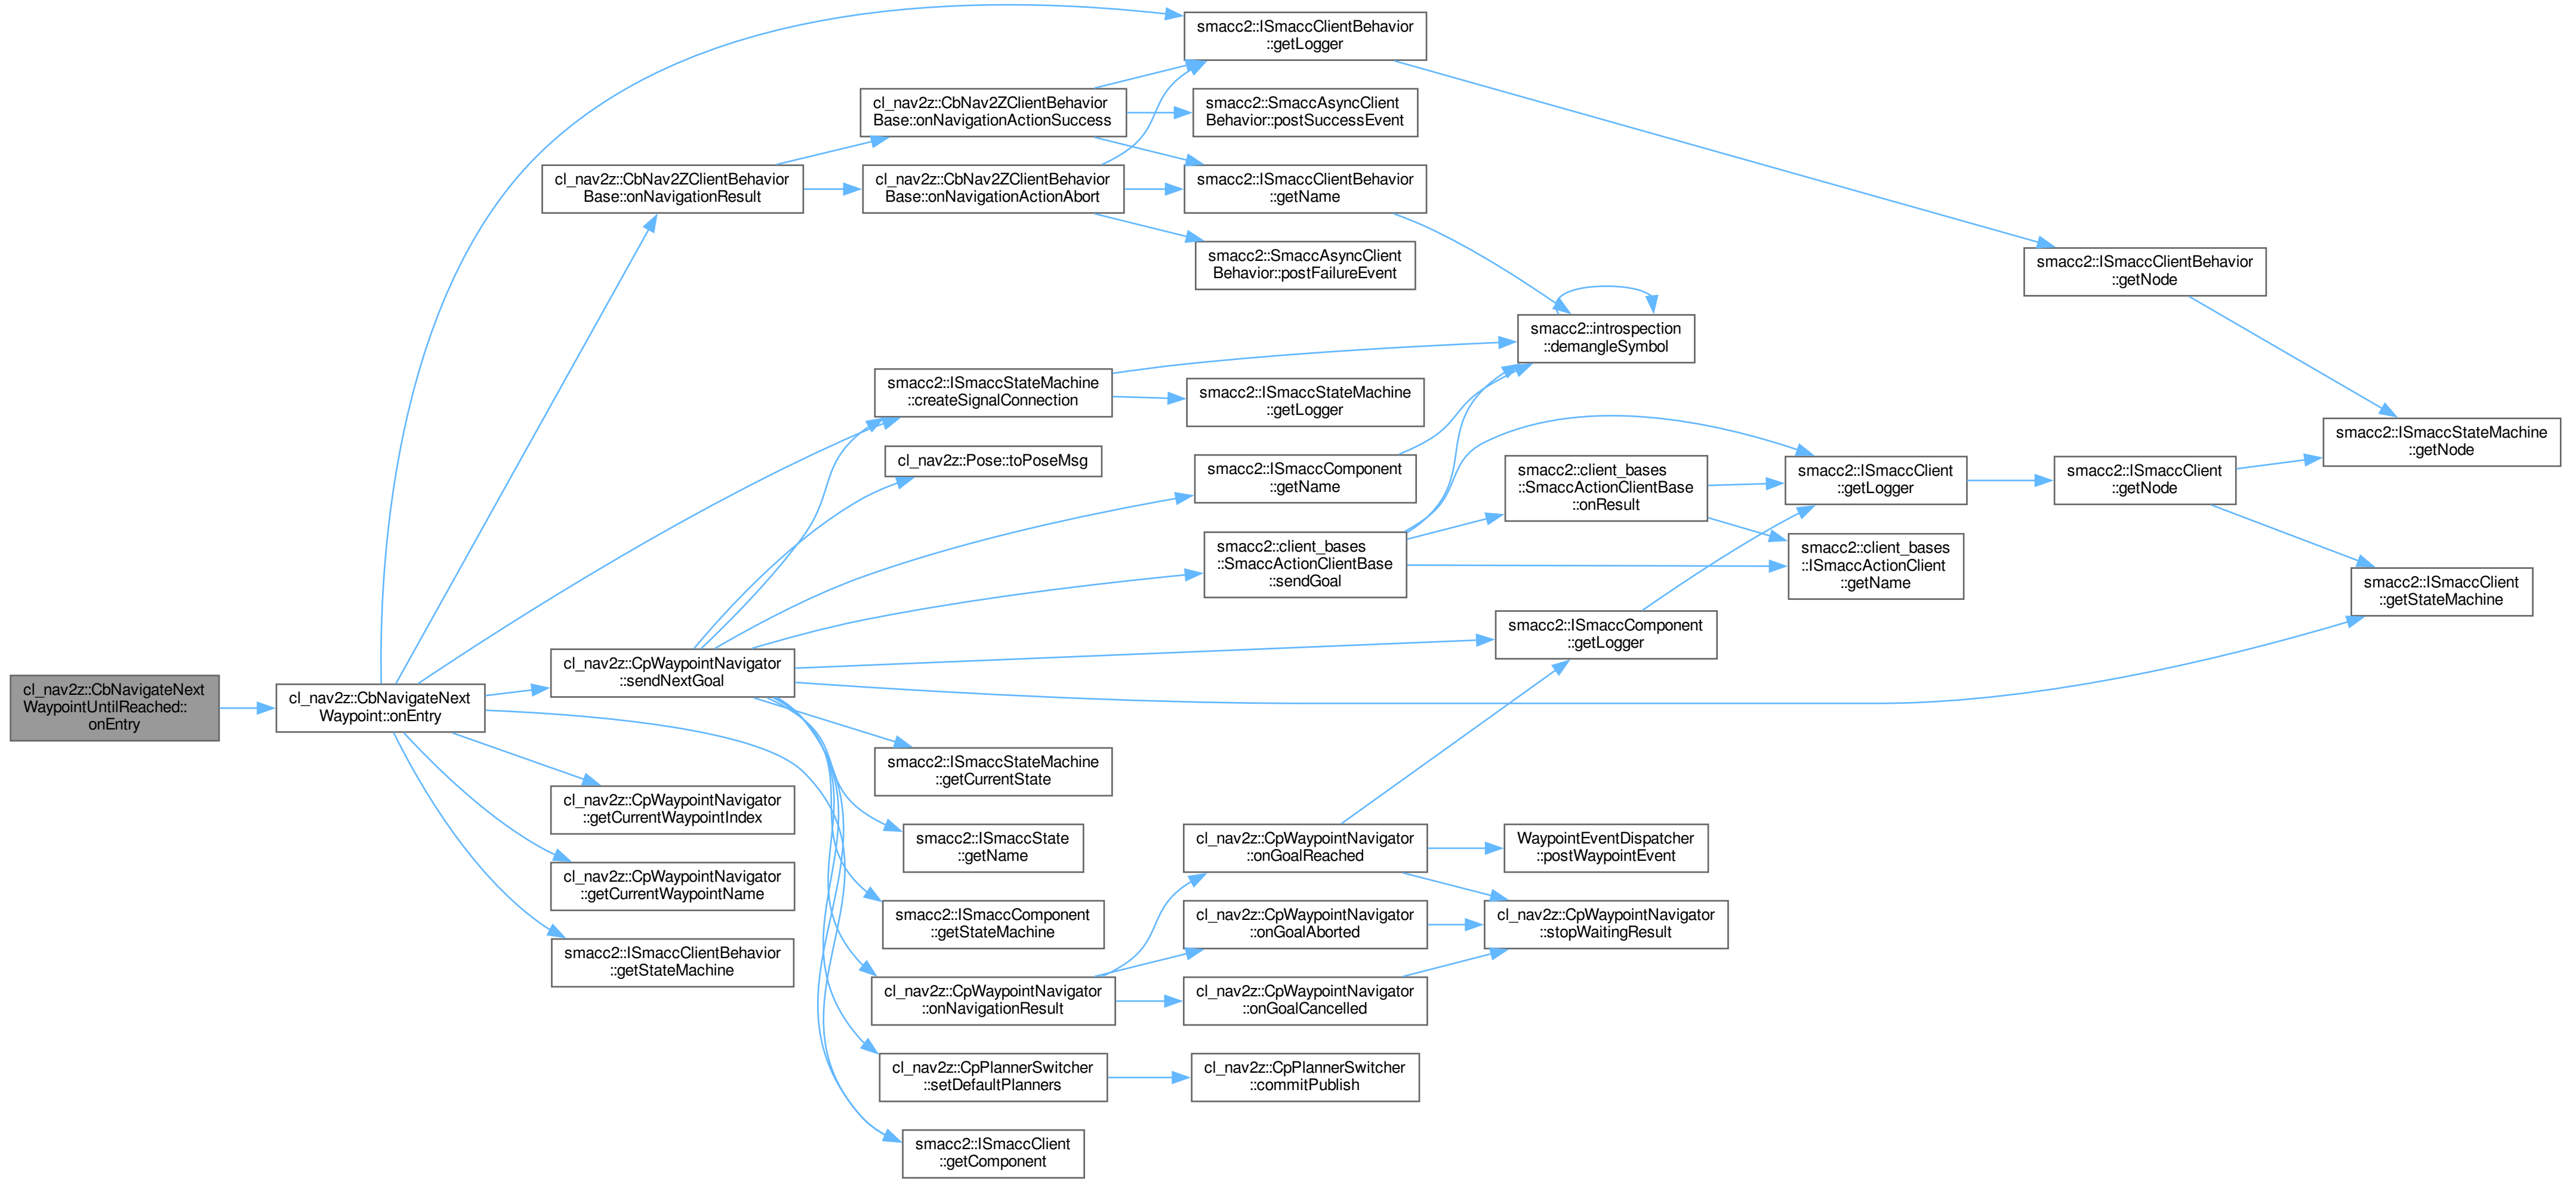 cl_nav2z::CbNavigateNext
WaypointUntilReached::
onEntry
cl_nav2z::CbNavigateNext
Waypoint::onEntry
smacc2::ISmaccClientBehavior
::getLogger
smacc2::ISmaccClientBehavior
::getNode
smacc2::ISmaccStateMachine
::getNode
cl_nav2z::CbNav2ZClientBehavior
Base::onNavigationResult
cl_nav2z::CbNav2ZClientBehavior
Base::onNavigationActionSuccess
smacc2::SmaccAsyncClient
Behavior::postSuccessEvent
cl_nav2z::CbNav2ZClientBehavior
Base::onNavigationActionAbort
smacc2::ISmaccClientBehavior
::getName
smacc2::SmaccAsyncClient
Behavior::postFailureEvent
smacc2::introspection
::demangleSymbol
smacc2::ISmaccStateMachine
::createSignalConnection
smacc2::ISmaccStateMachine
::getLogger
cl_nav2z::Pose::toPoseMsg
smacc2::ISmaccComponent
::getName
smacc2::client_bases
::SmaccActionClientBase
::sendGoal
smacc2::client_bases
::SmaccActionClientBase
::onResult
smacc2::ISmaccClient
::getLogger
smacc2::ISmaccClient
::getNode
smacc2::client_bases
::ISmaccActionClient
::getName
smacc2::ISmaccClient
::getStateMachine
smacc2::ISmaccComponent
::getLogger
cl_nav2z::CpWaypointNavigator
::sendNextGoal
smacc2::ISmaccStateMachine
::getCurrentState
cl_nav2z::CpWaypointNavigator
::getCurrentWaypointIndex
smacc2::ISmaccState
::getName
cl_nav2z::CpWaypointNavigator
::getCurrentWaypointName
smacc2::ISmaccComponent
::getStateMachine
smacc2::ISmaccClientBehavior
::getStateMachine
cl_nav2z::CpWaypointNavigator
::onGoalReached
WaypointEventDispatcher
::postWaypointEvent
cl_nav2z::CpWaypointNavigator
::onGoalAborted
cl_nav2z::CpWaypointNavigator
::stopWaitingResult
cl_nav2z::CpWaypointNavigator
::onNavigationResult
cl_nav2z::CpWaypointNavigator
::onGoalCancelled
cl_nav2z::CpPlannerSwitcher
::setDefaultPlanners
cl_nav2z::CpPlannerSwitcher
::commitPublish
smacc2::ISmaccClient
::getComponent